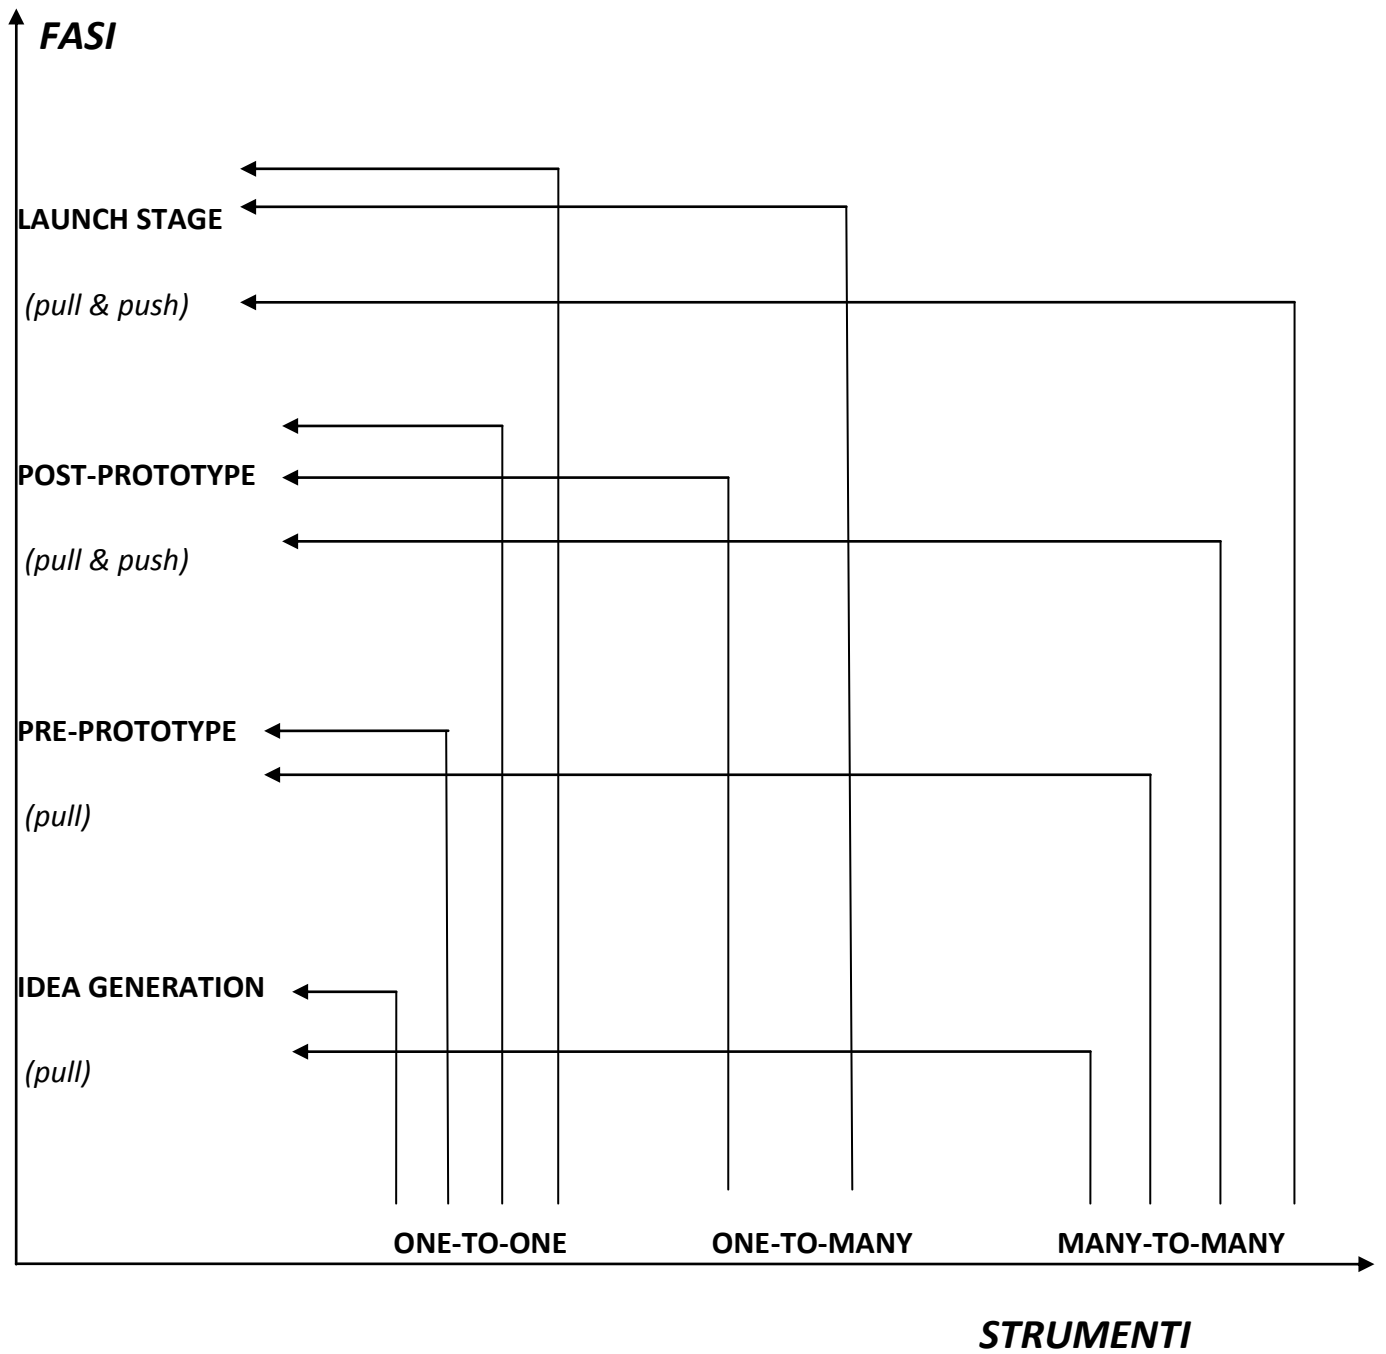 FASI
LAUNCH STAGE
(pull & push)
POST-PROTOTYPE
(pull & push)
PRE-PROTOTYPE
(pull)
IDEA GENERATION
(pull)
ONE-TO-ONE ONE-TO-MANY MANY-TO-MANY
STRUMENTI